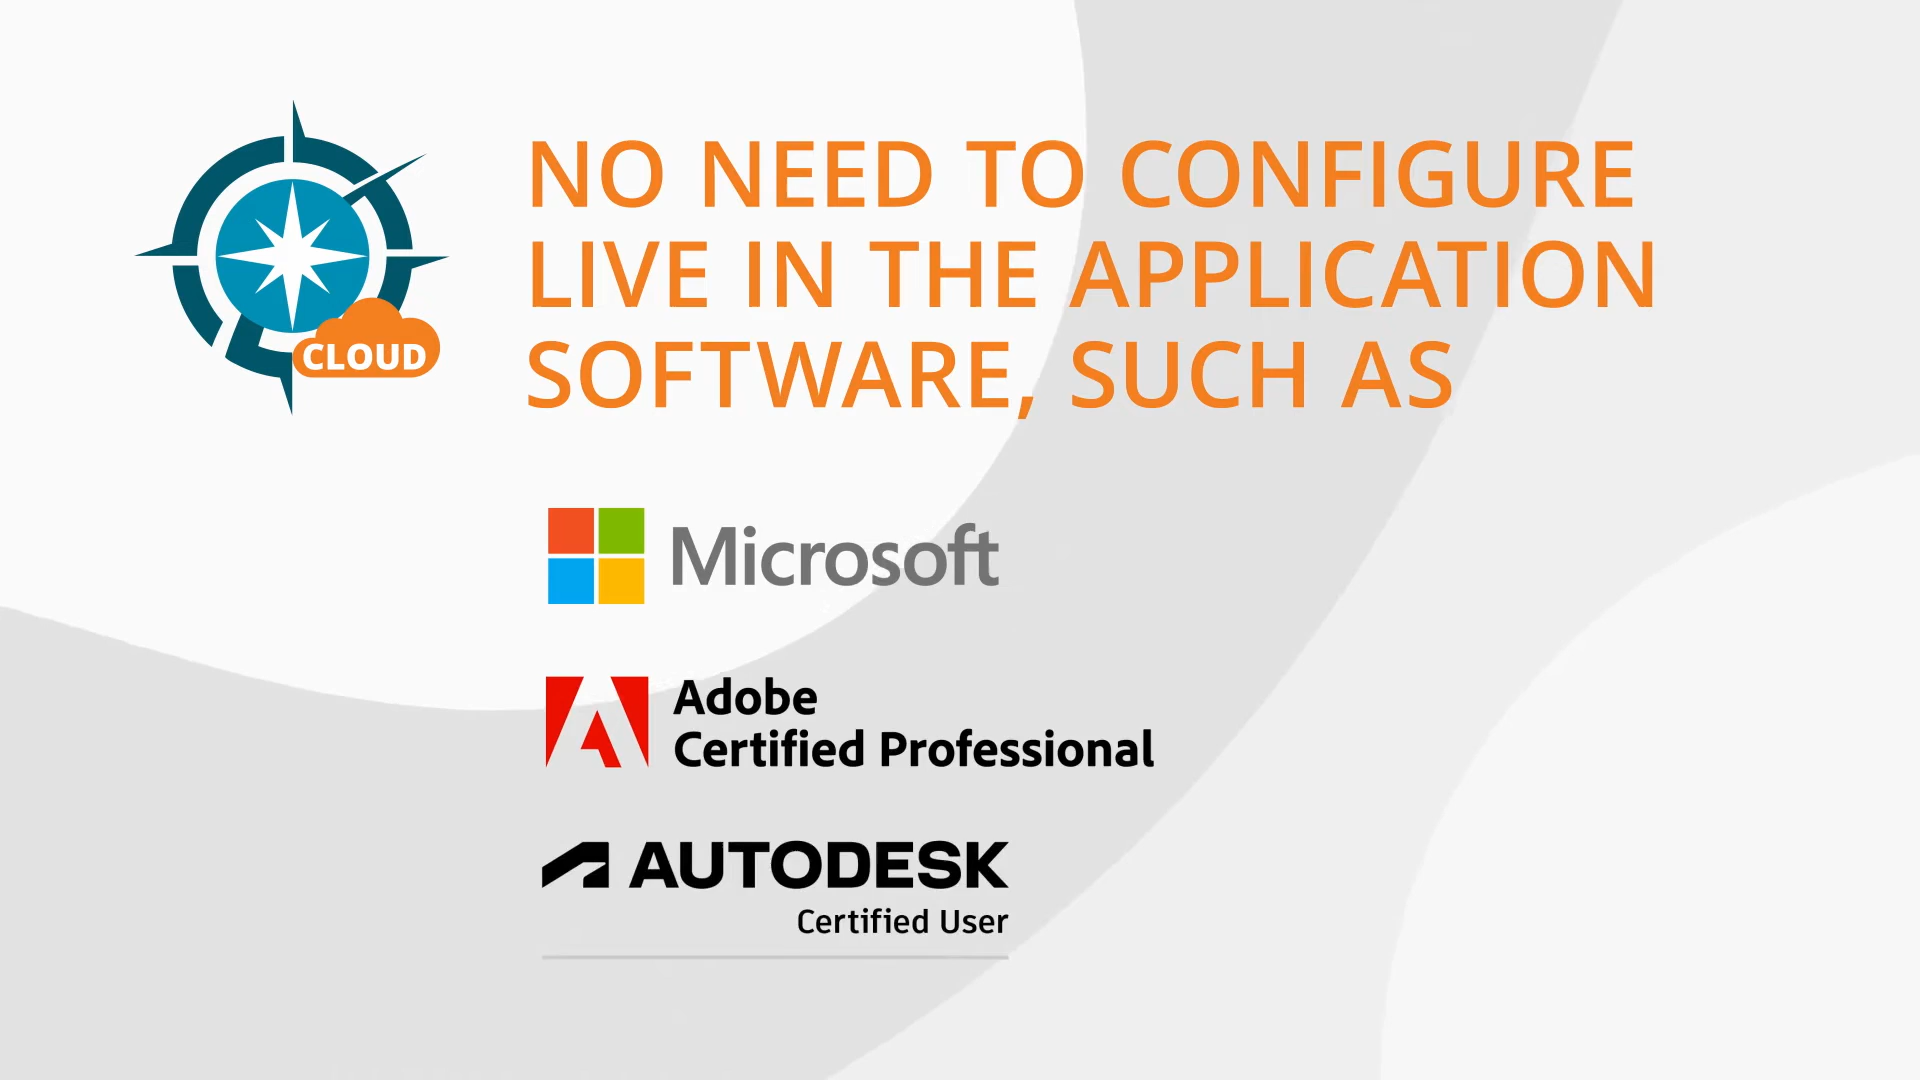 CLOUD
NO NEED TO CONFIGURE
LIVE IN THE APPLICATION
SOFTWARE, SUCH AS
Microsoft
Adobe
Certified Professional
AUTODESK
Certified User